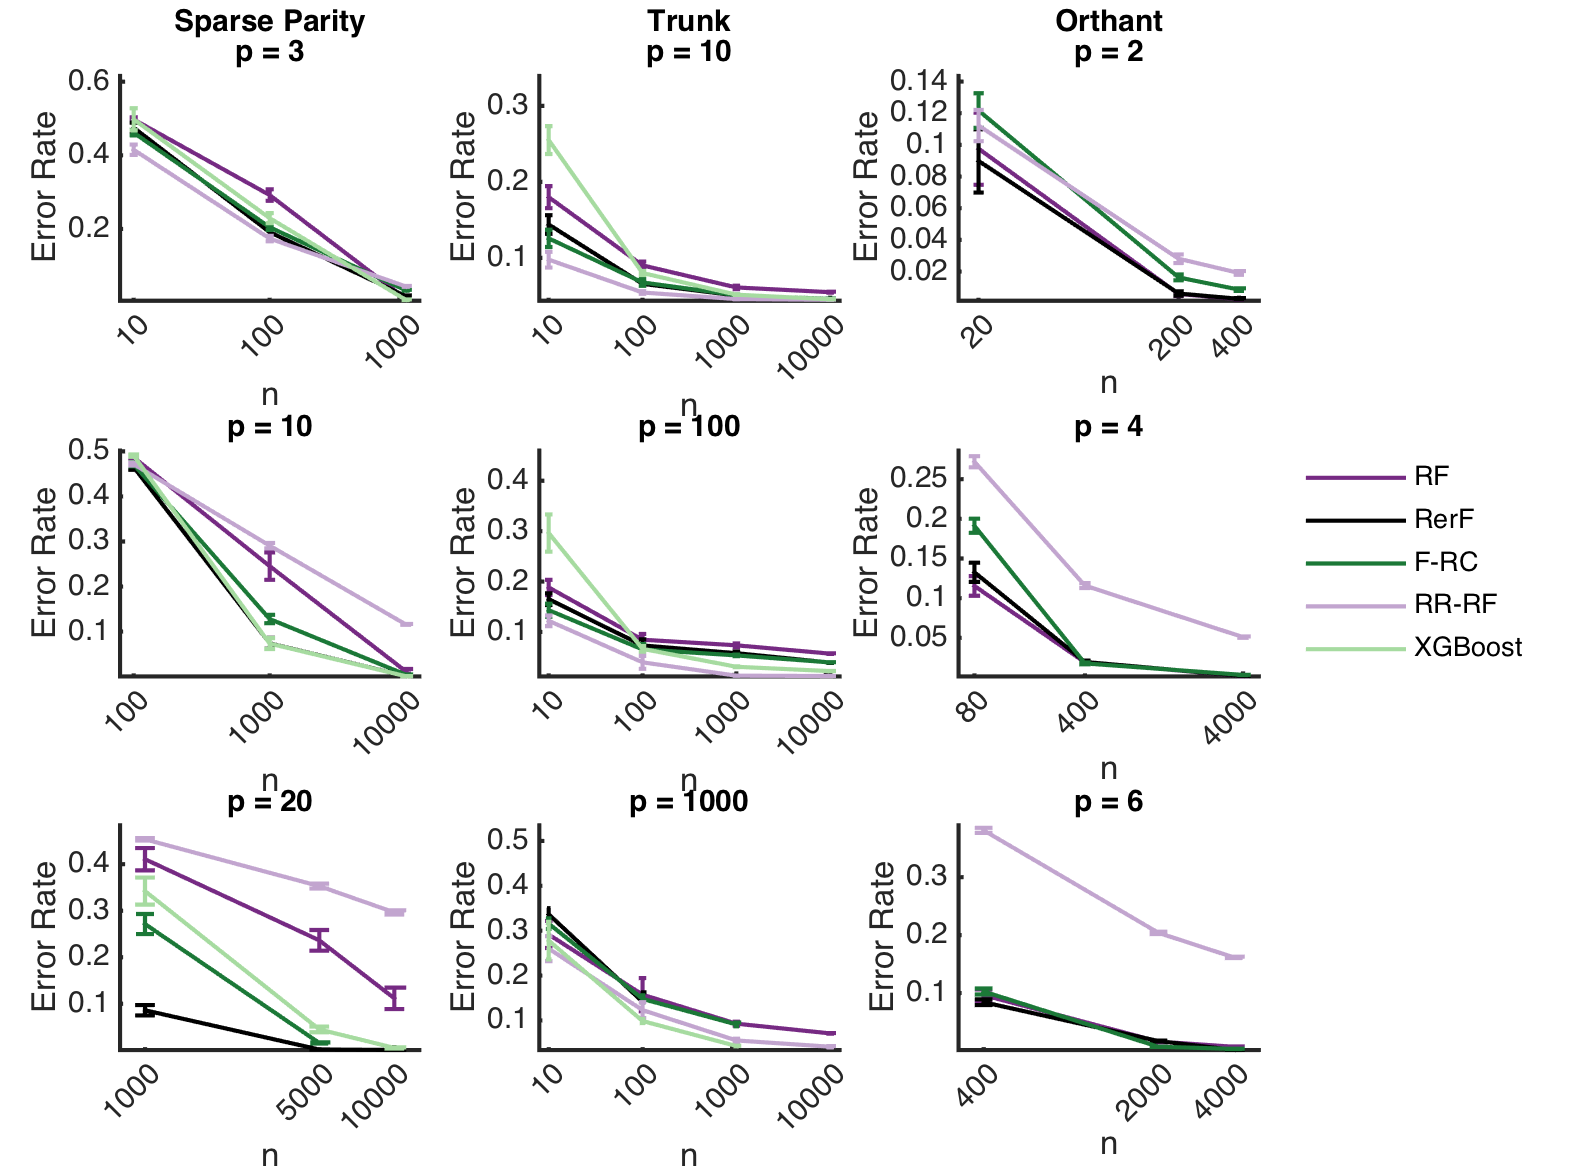 Sparse Parity
p = 3
Error Rate
0.6
0.4
0.2
10
100
1000
n
Trunk
p = 10
Error Rate
0.3
0.2
0.1
10
100
1000
10000
n
Orthant
p = 2
Error Rate
0.14
0.12
0.1
0.08
0.06
0.04
0.02
20
200
400
n
p = 10
Error Rate
0.5
0.4
0.3
0.2
0.1
100
1000
10000
n
p = 100
Error Rate
0.4
0.3
0.2
0.1
10
100
1000
10000
n
p = 4
Error Rate
0.25
0.2
0.15
0.1
0.05
80
400
4000
n
RF
RerF
F-RC
RR-RF
XGBoost
p = 20
Error Rate
0.4
0.3
0.2
0.1
1000
5000
10000
n
p = 1000
Error Rate
0.5
0.4
0.3
0.2
0.1
10
100
1000
10000
n
p = 6
Error Rate
0.3
0.2
0.1
400
2000
4000
n